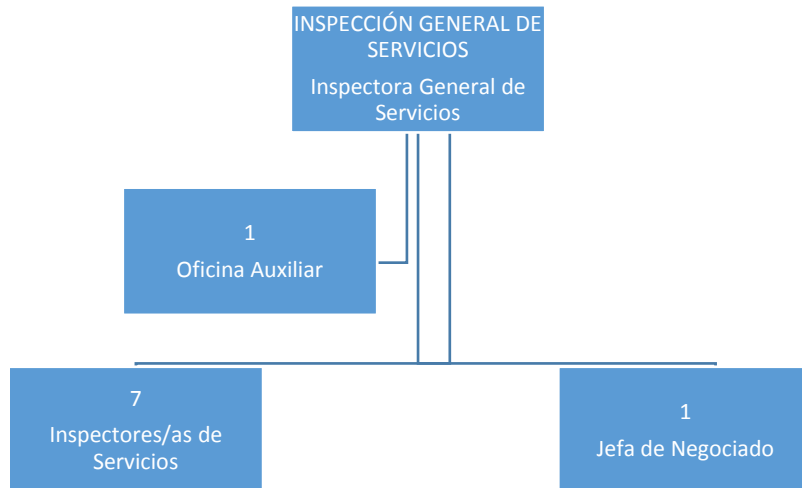 INSPECCIÓN GENERAL DE
SERVICIOS
Inspectora General de
Servicios
1
Oficina Auxiliar
7
Inspectores/as de
Servicios
1
Jefa de Negociado